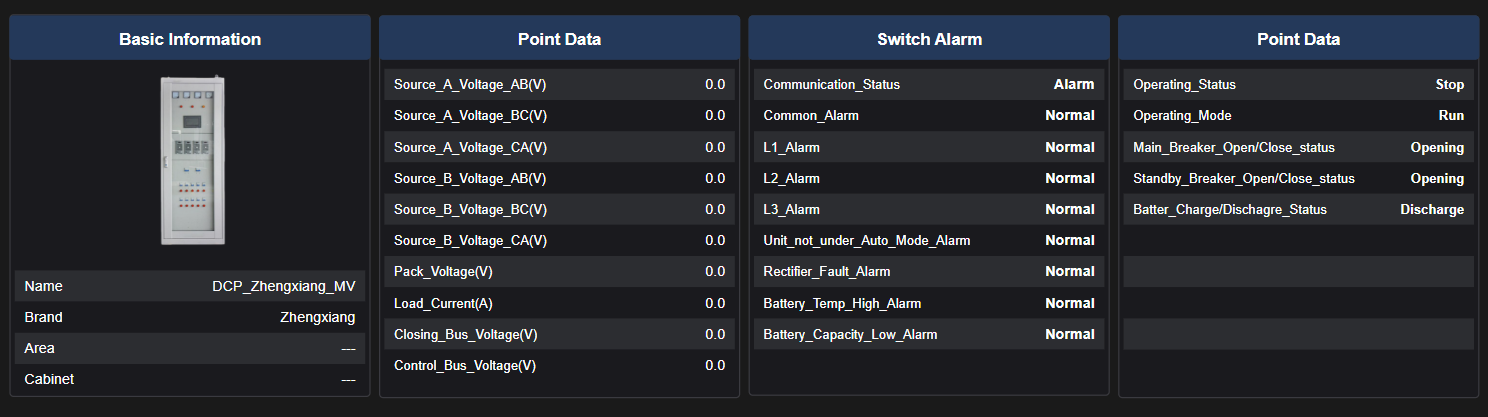 Basic Information
Name DCP_Zhengxiang_MV
Brand Zhengxiang
Area ---
Cabinet ---
Point Data
Source_A_Voltage_AB(V) 0.0
Source_A_Voltage_BC(V) 0.0
Source_A_Voltage_CA(V) 0.0
Source_B_Voltage_AB(V) 0.0
Source_B_Voltage_BC(V) 0.0
Source_B_Voltage_CA(V) 0.0
Pack_Voltage(V) 0.0
Load_Current(A) 0.0
Closing_Bus_Voltage(V) 0.0
Control_Bus_Voltage(V) 0.0
Switch Alarm
Communication_Status Alarm
Common_Alarm Normal
L1_Alarm Normal
L2_Alarm Normal
L3_Alarm Normal
Unit_not_under_Auto_Mode_Alarm Normal
Rectifier_Fault_Alarm Normal
Battery_Temp_High_Alarm Normal
Battery_Capacity_Low_Alarm Normal
Point Data
Operating_Status Stop
Operating_Mode Run
Main_Breaker_Open/Close_status Opening
Standby_Breaker_Open/Close_status Opening
Batter_Charge/Dischagre_Status Discharge